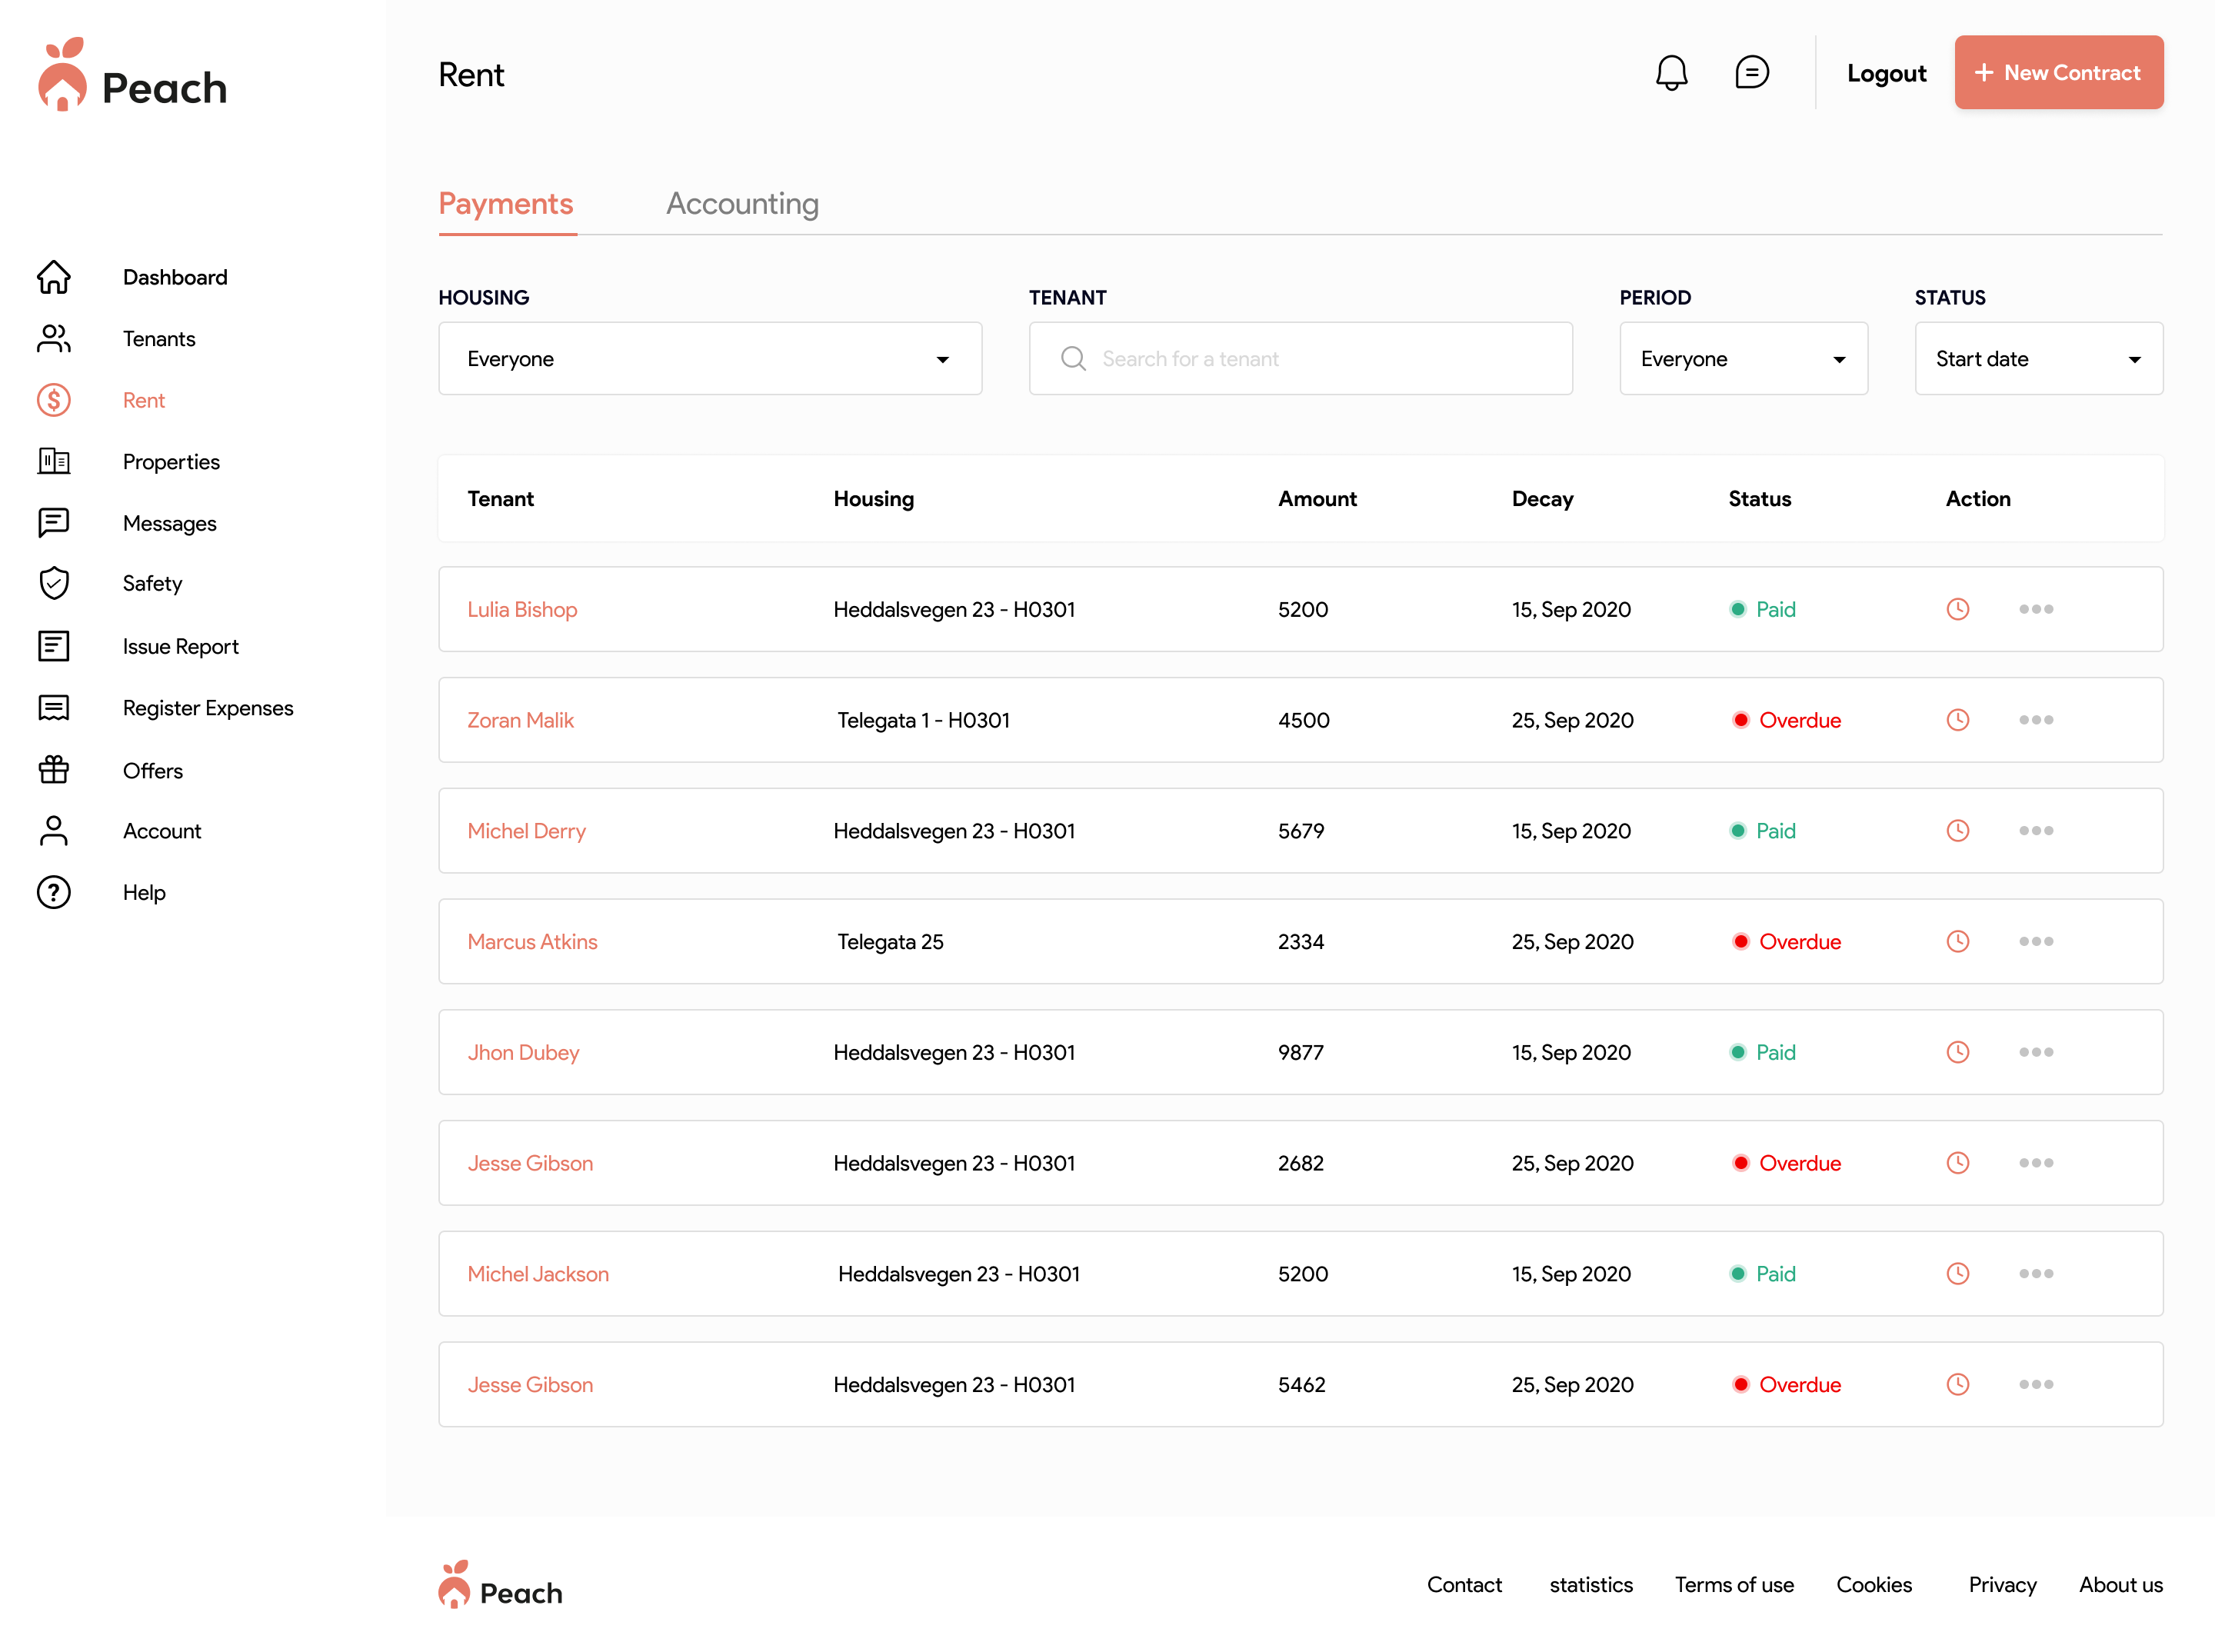 Peach
Rent
Logout
+ New Contract
Payments
Accounting
Dashboard
Tenants
Rent
Properties
Messages
Safety
Issue Report
Register Expenses
Offers
Account
Help
HOUSING
TENANT
PERIOD
STATUS
Everyone
Search for a tenant
Everyone
Start date
Tenant Housing Amount Decay Status Action
Lulia Bishop Heddalsvegen 23 - H0301 5200 15, Sep 2020 Paid
Zoran Malik Telegata 1 - H0301 4500 25, Sep 2020 Overdue
Michel Derry Heddalsvegen 23 - H0301 5679 15, Sep 2020 Paid
Marcus Atkins Telegata 25 2334 25, Sep 2020 Overdue
Jhon Dubey Heddalsvegen 23 - H0301 9877 15, Sep 2020 Paid
Jesse Gibson Heddalsvegen 23 - H0301 2682 25, Sep 2020 Overdue
Michel Jackson Heddalsvegen 23 - H0301 5200 15, Sep 2020 Paid
Jesse Gibson Heddalsvegen 23 - H0301 5462 25, Sep 2020 Overdue
Peach
Contact statistics Terms of use Cookies Privacy About us